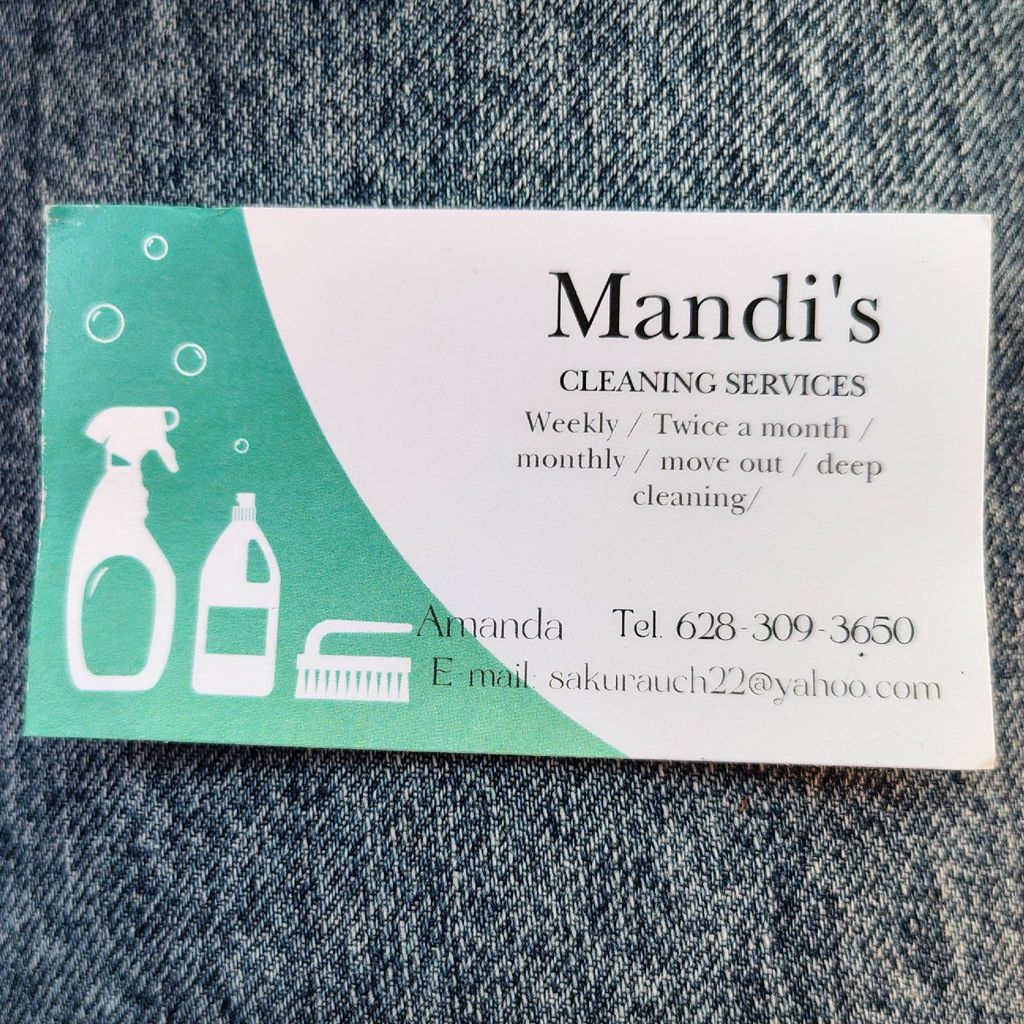 Mandi's
CLEANING SERVICES
Weekly / Twice a month /
monthly / move out / deep
cleaning/
Amanda Tel. 628-309-3650
E-mail: sakurauch22@yahoo.com